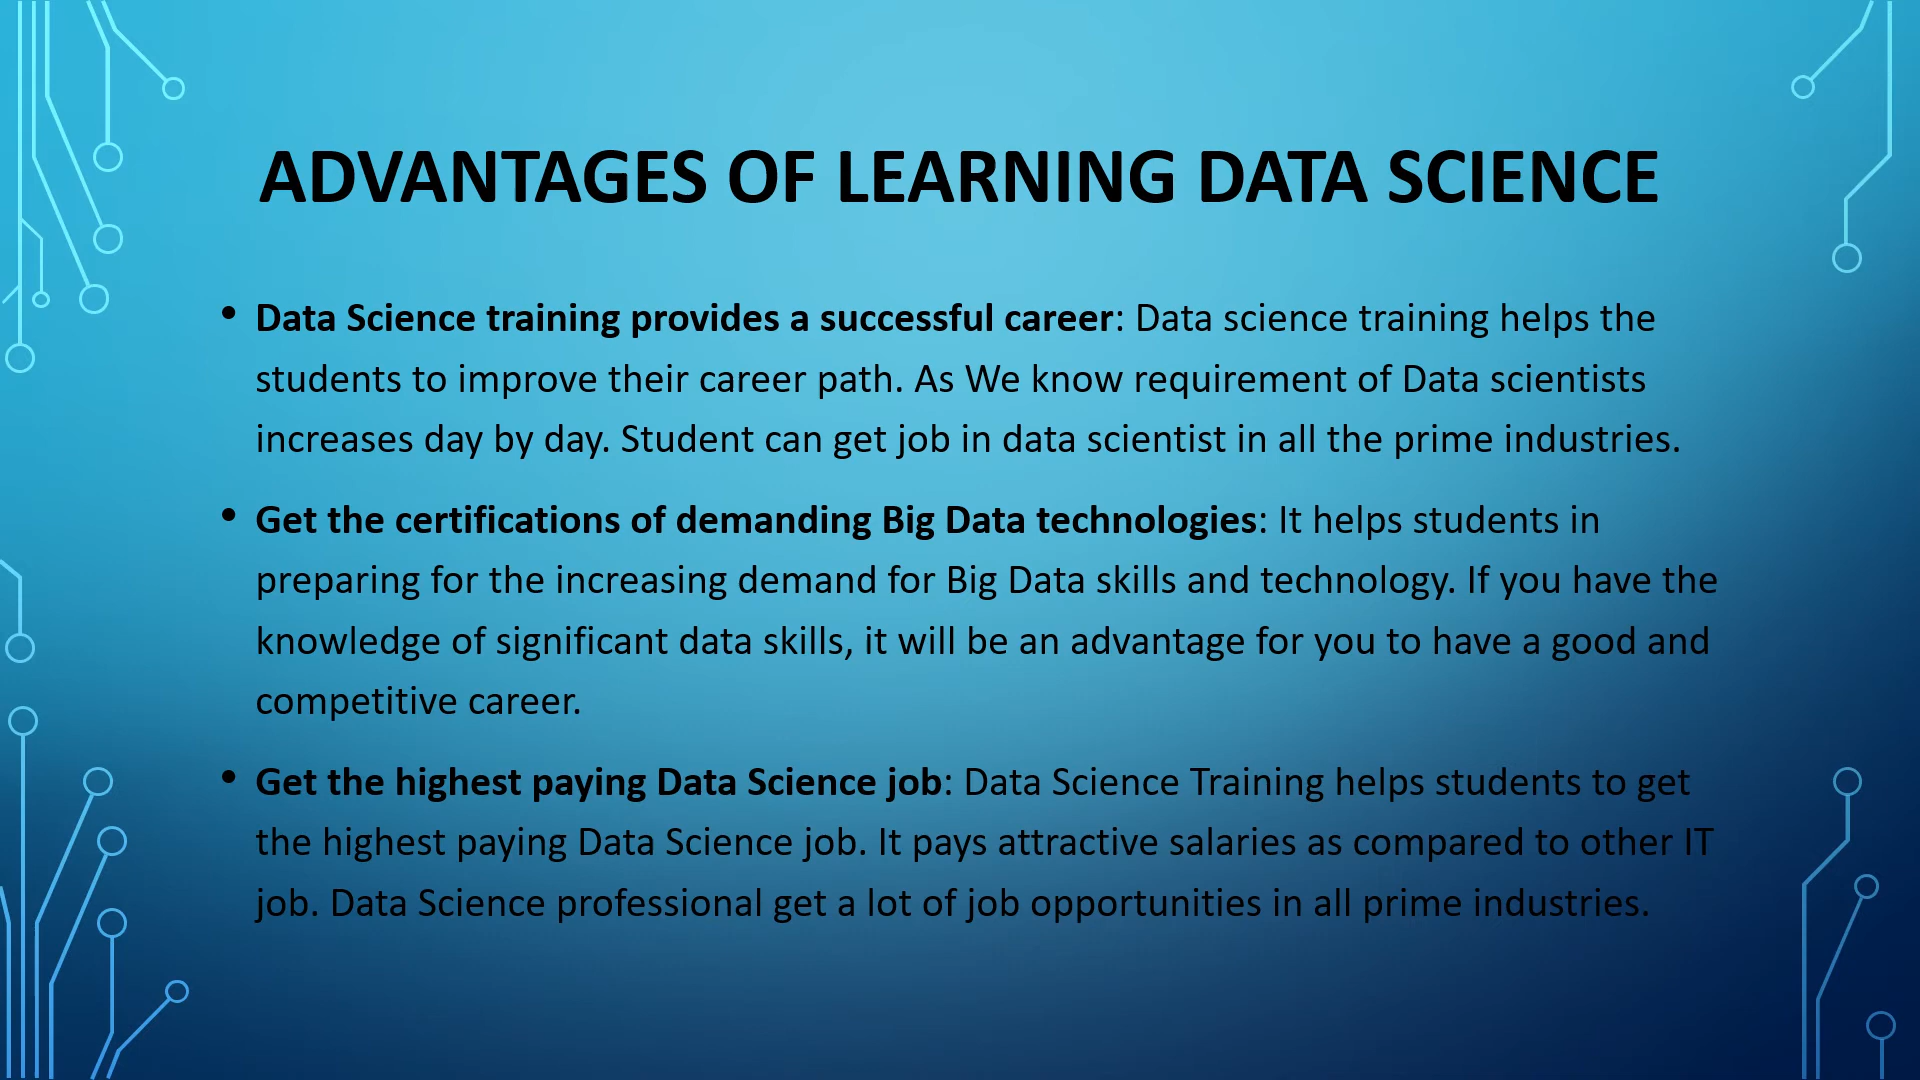 ADVANTAGES OF LEARNING DATA SCIENCE
• Data Science training provides a successful career: Data science training helps the
students to improve their career path. As We know requirement of Data scientists
increases day by day. Student can get job in data scientist in all the prime industries.
• Get the certifications of demanding Big Data technologies: It helps students in
preparing for the increasing demand for Big Data skills and technology. If you have the
knowledge of significant data skills, it will be an advantage for you to have a good and
competitive career.
• Get the highest paying Data Science job: Data Science Training helps students to get
the highest paying Data Science job. It pays attractive salaries as compared to other IT
job. Data Science professional get a lot of job opportunities in all prime industries.